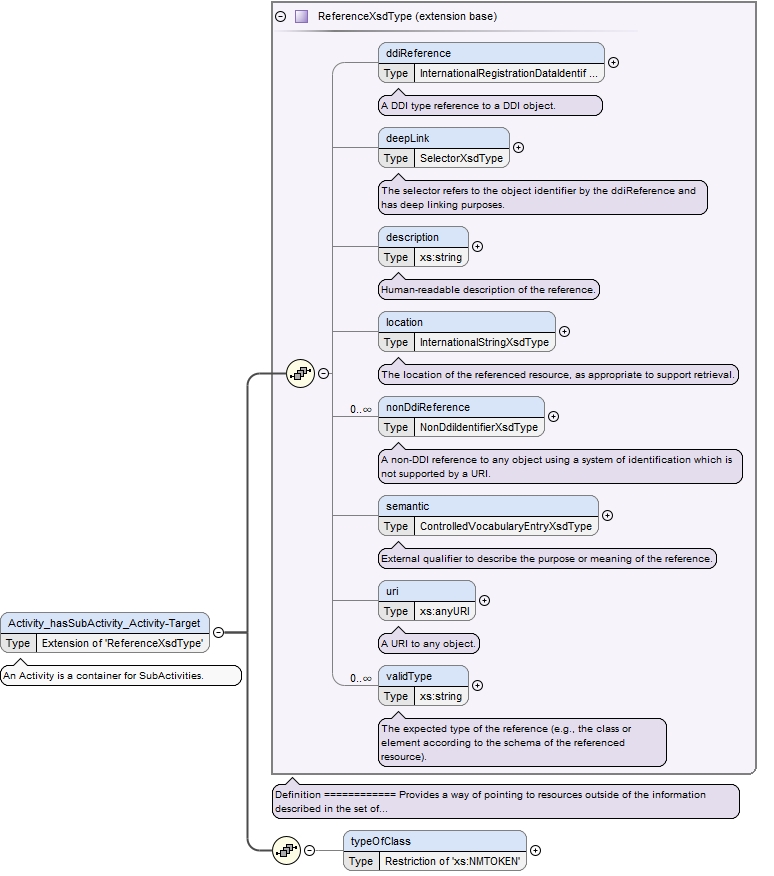 ReferenceXsdType (extension base)
ddiReference
Type InternationalRegistrationDataIdentif ...
A DDI type reference to a DDI object.
deepLink
Type SelectorXsdType
The selector refers to the object identifier by the ddiReference and
has deep linking purposes.
description
Type xs:string
Human-readable description of the reference.
location
Type InternationalStringXsdType
The location of the referenced resource, as appropriate to support retrieval.
0..∞
nonDdiReference
Type NonDdiIdentifierXsdType
A non-DDI reference to any object using a system of identification which is
not supported by a URI.
semantic
Type ControlledVocabularyEntryXsdType
External qualifier to describe the purpose or meaning of the reference.
uri
Type xs:anyURI
A URI to any object.
0..∞
validType
Type xs:string
The expected type of the reference (e.g., the class or
element according to the schema of the referenced
resource).
Activity_hasSubActivity_Activity-Target
Type Extension of 'ReferenceXsdType'
An Activity is a container for SubActivities.
Definition ============ Provides a way of pointing to resources outside of the information
described in the set of...
typeOfClass
Type Restriction of 'xs:NMTOKEN'